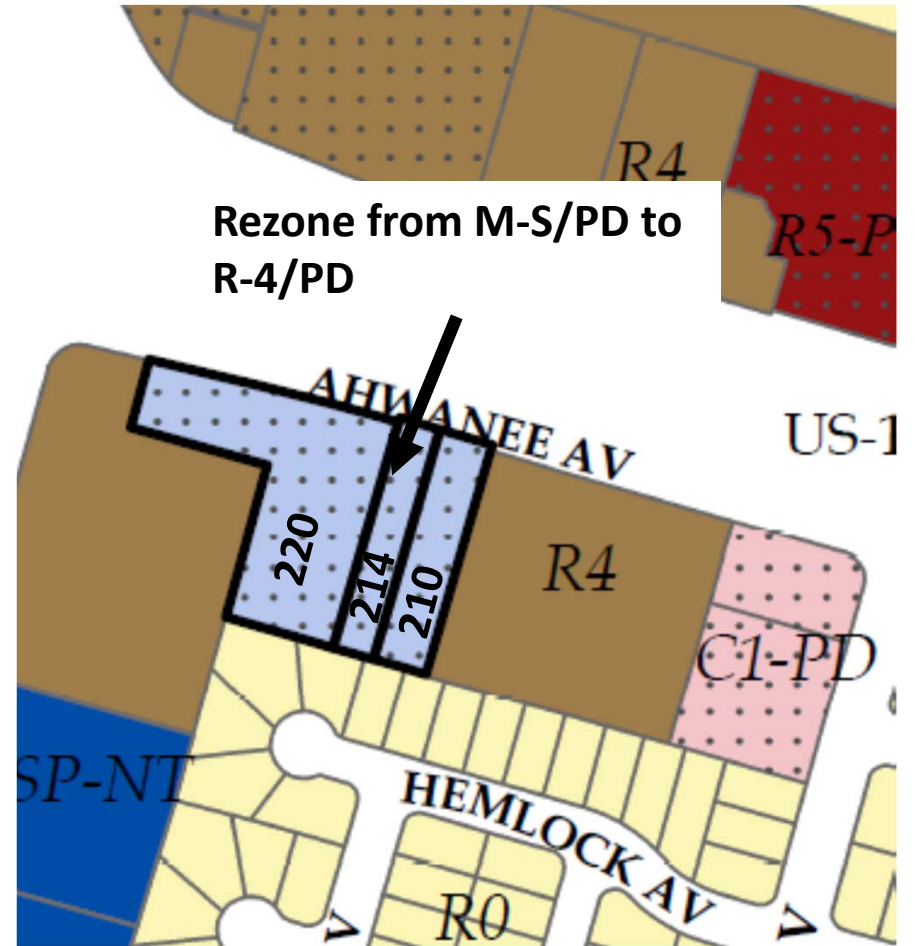 R4
R5-P
Rezone from M-S/PD to
R-4/PD
AHWANEE AV
US-1
220
214
210
R4
C1-PD
SP-NT
HEMLOCK AV
R0
V
V